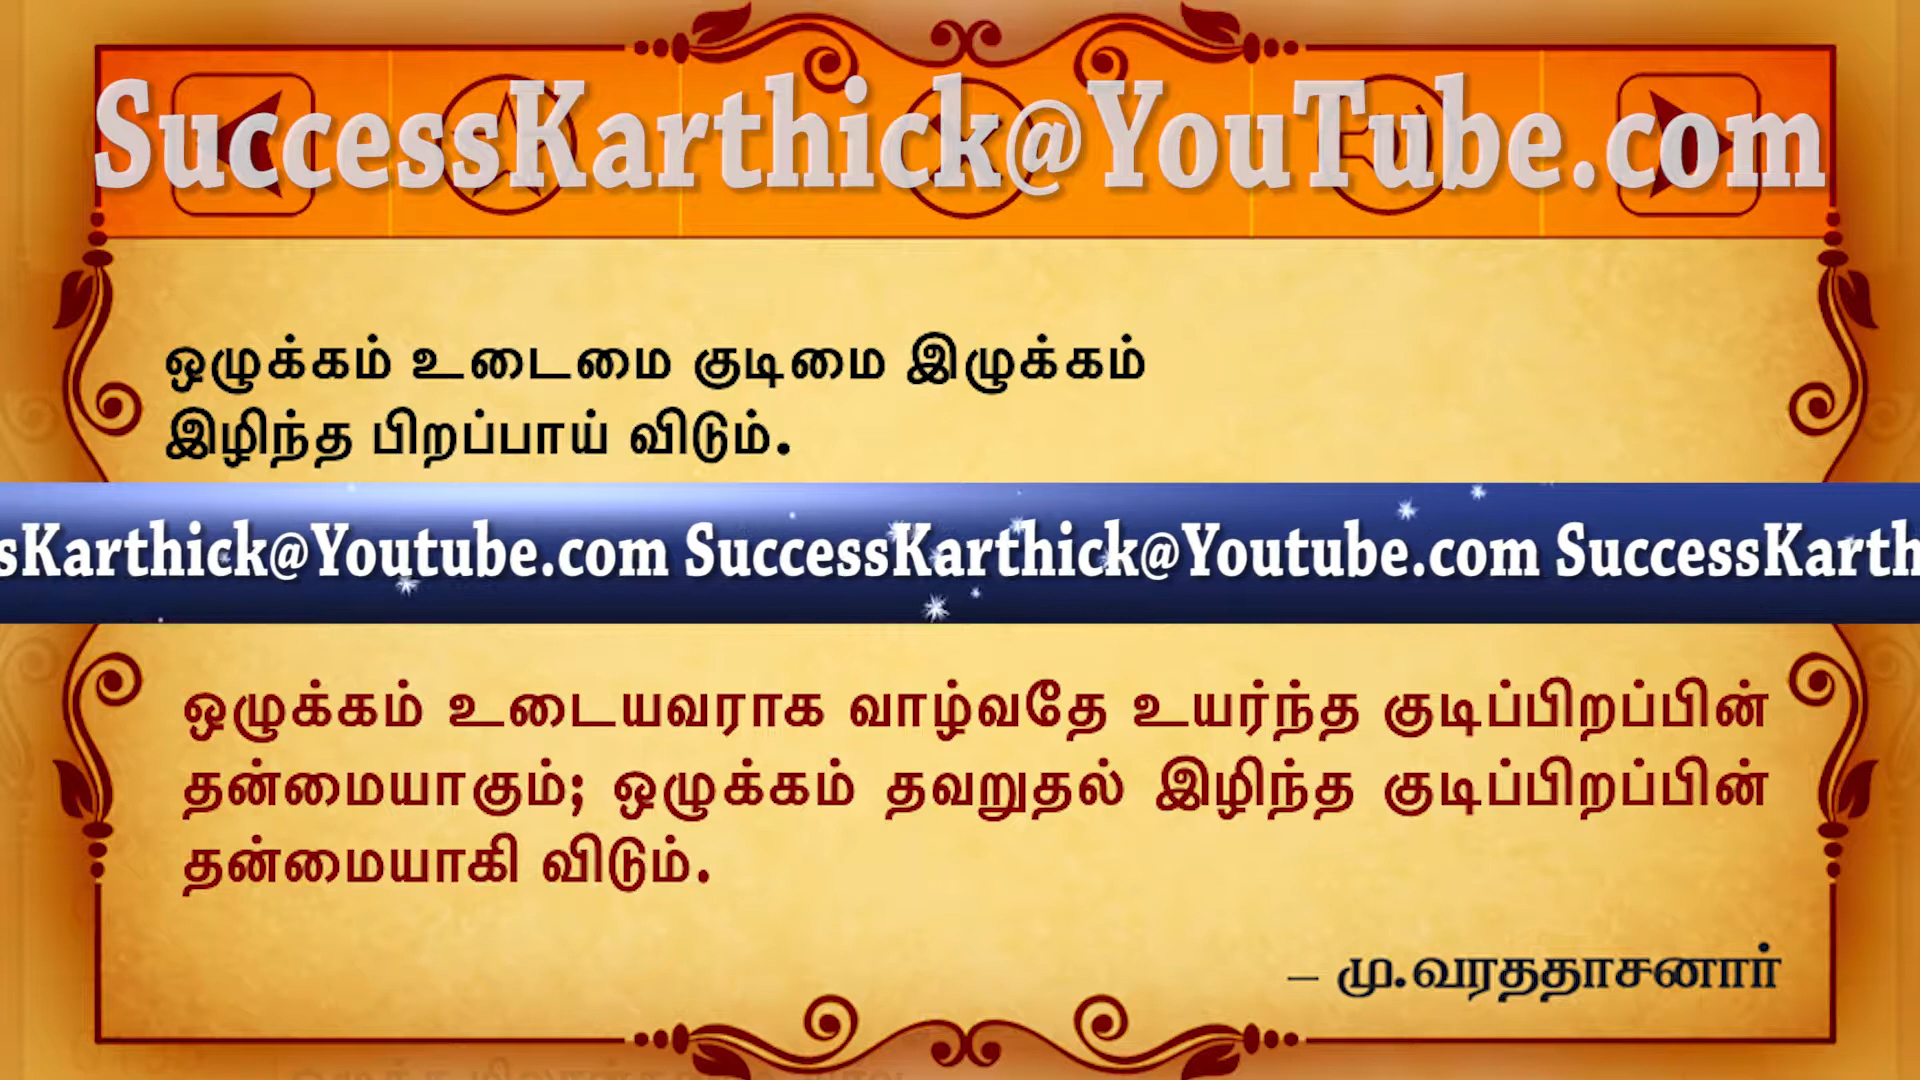 SuccessKarthick@YouTube.com
ஒழுக்கம் உடைமை குடிமை இழுக்கம்
இழிந்த பிறப்பாய் விடும்.
sKarthick@Youtube.com SuccessKarthick@Youtube.com SuccessKarth
ஒழுக்கம் உடையவராக வாழ்வதே உயர்ந்த குடிப்பிறப்பின்
தன்மையாகும்; ஒழுக்கம் தவறுதல் இழிந்த குடிப்பிறப்பின்
தன்மையாகி விடும்.
– மு.வரததாசனார்